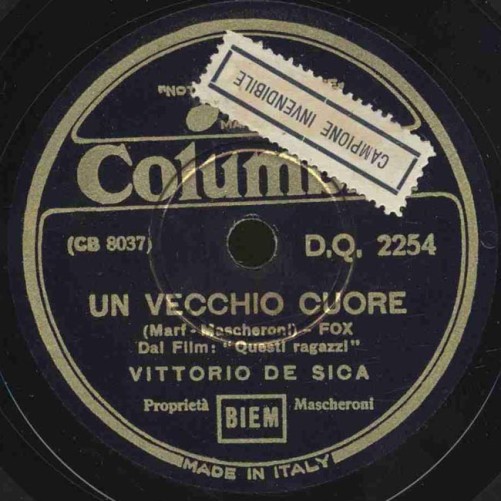 CAMPIONE INVENDIBILE
(CB 8037)
D.Q. 2254
UN VECCHIO CUORE
(Marf - Mascheroni) - FOX
Dal Film: "Questi ragazzi"
VITTORIO DE SICA
Proprietà BIEM Mascheroni
MADE IN ITALY